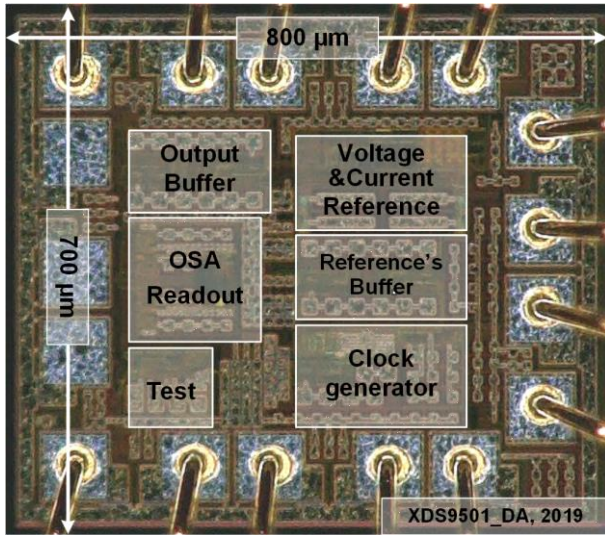 800 µm
Output
Buffer
Voltage
&Current
Reference
700 µm
OSA
Readout
Reference's
Buffer
Test
Clock
generator
XDS9501_DA, 2019